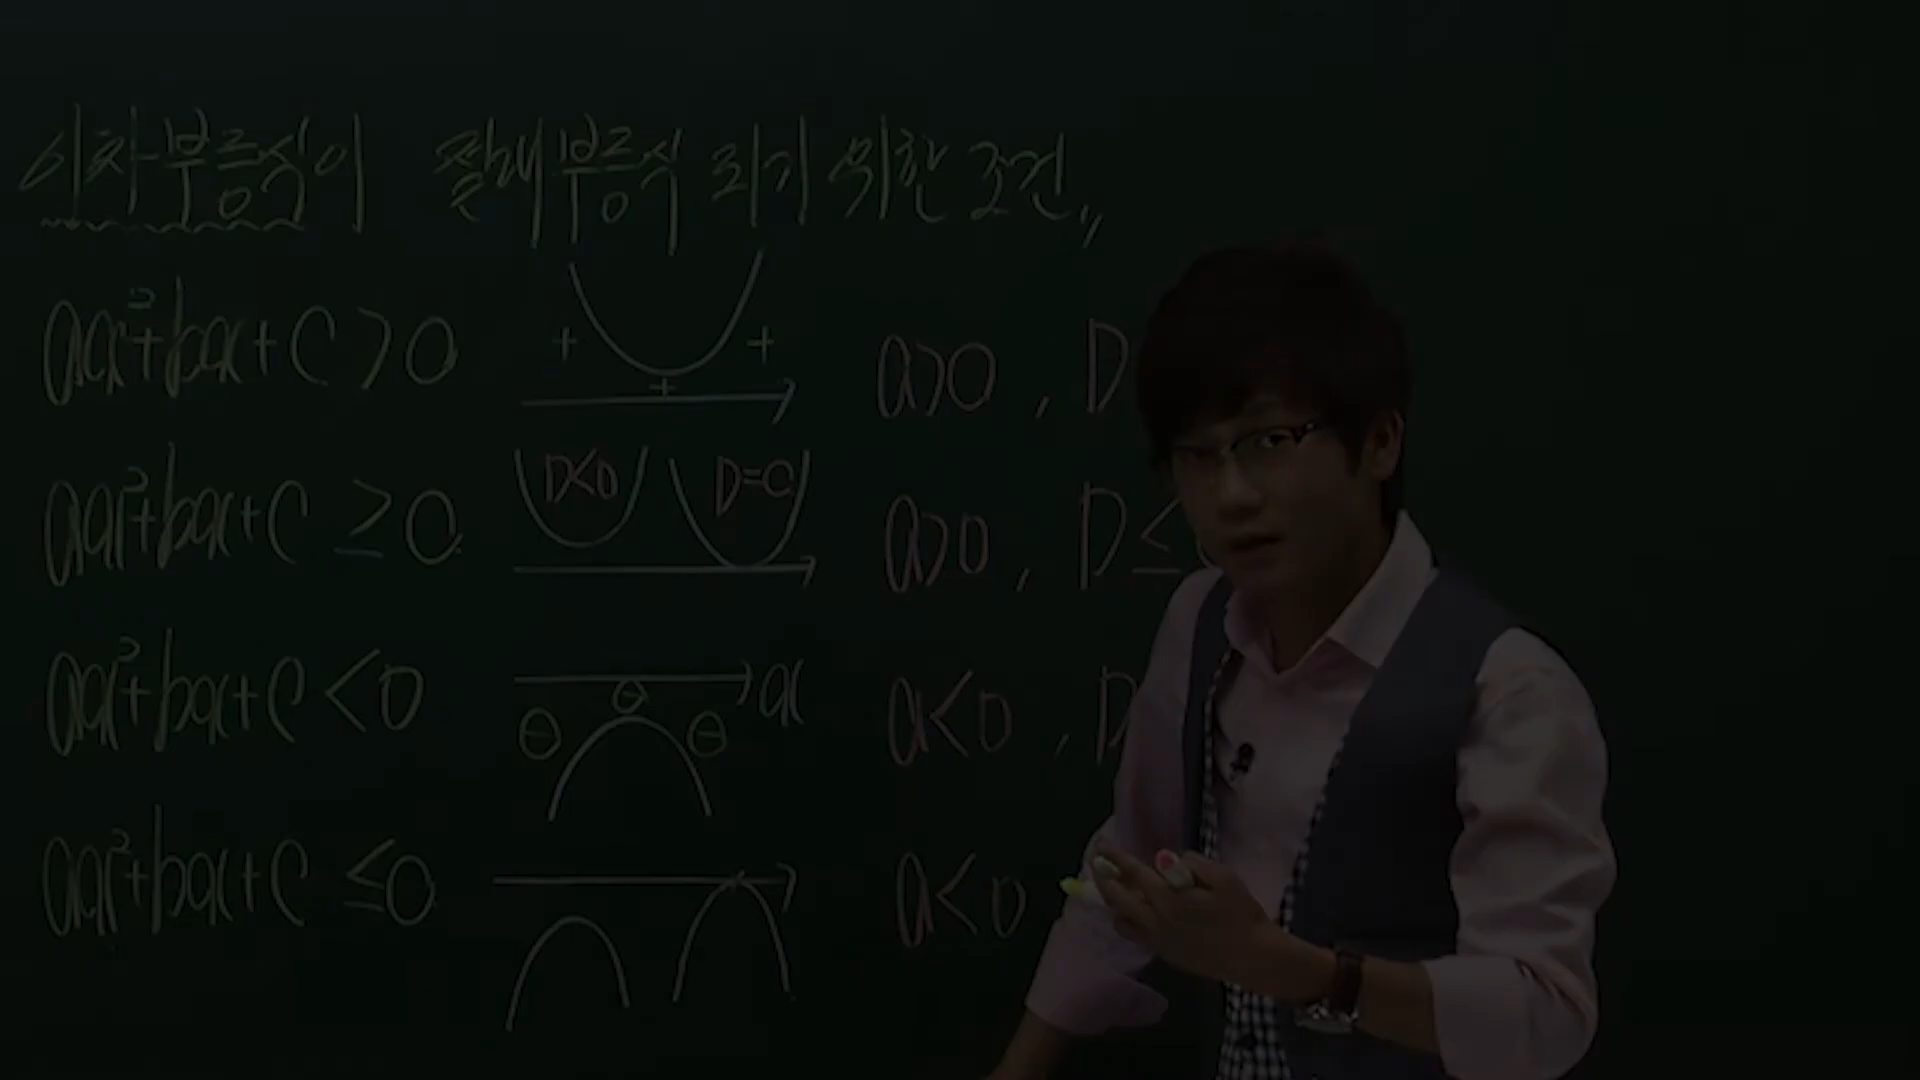 이차부등식이 절대부등식 되기 위한 조건〃
ax²+bx+c>0 + + + a>0 , D
ax²+bx+c ≥0 D<0 D=0 a>0 , D≤
ax²+bx+c<0 ⊖ ⊖ ⊖ x a<0 , D
ax²+bx+c ≤0 a<0